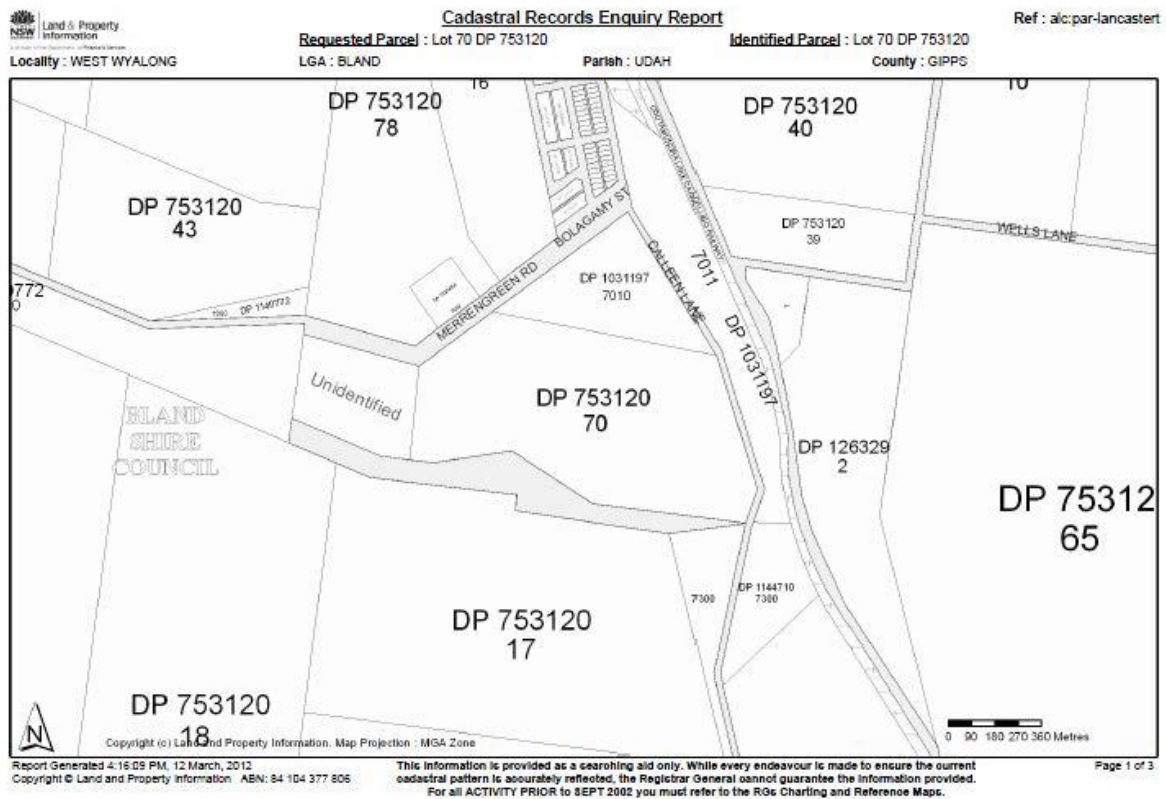 Cadastral Records Enquiry Report
Ref : alc:par-lancastert
NSW
Land & Property
Information
Requested Parcel : Lot 70 DP 753120
Identified Parcel : Lot 70 DP 753120
Locality : WEST WYALONG
LGA : BLAND
Parish : UDAH
County : GIPPS
16
10
DP 753120
78
DP 753120
40
DP 753120
43
DP 753120
39
WELLS LANE
BOLAGAMY ST
MERRENGREEN RD
CALLEEN LANE
7011
DP 1031197
DP 1031197
7010
0772
0
DP 1140773
Unidentified
DP 753120
70
BLAND
SHIRE
COUNCIL
DP 126329
2
DP 75312
65
7300
DP 1144710
7300
DP 753120
17
DP 753120
18
N
Copyright (c) Land and Property Information. Map Projection : MGA Zone
0 90 180 270 360 Metres
Report Generated 4:16:09 PM, 12 March, 2012
Copyright © Land and Property Information ABN: 84 104 377 806
This information is provided as a searching aid only. While every endeavour is made to ensure the current
cadastral pattern is accurately reflected, the Registrar General cannot guarantee the information provided.
For all ACTIVITY PRIOR to SEPT 2002 you must refer to the RGs Charting and Reference Maps.
Page 1 of 3